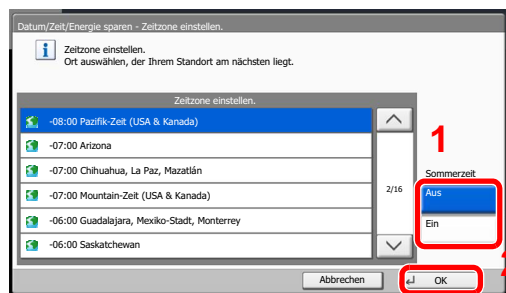 Datum/Zeit/Energie sparen - Zeitzone einstellen.
Zeitzone einstellen.
Ort auswählen, der Ihrem Standort am nächsten liegt.
Zeitzone einstellen.
-08:00 Pazifik-Zeit (USA & Kanada)
-07:00 Arizona
-07:00 Chihuahua, La Paz, Mazatlán
-07:00 Mountain-Zeit (USA & Kanada)
-06:00 Guadalajara, Mexiko-Stadt, Monterrey
-06:00 Saskatchewan
2/16
1
Sommerzeit
Aus
Ein
Abbrechen
OK
2